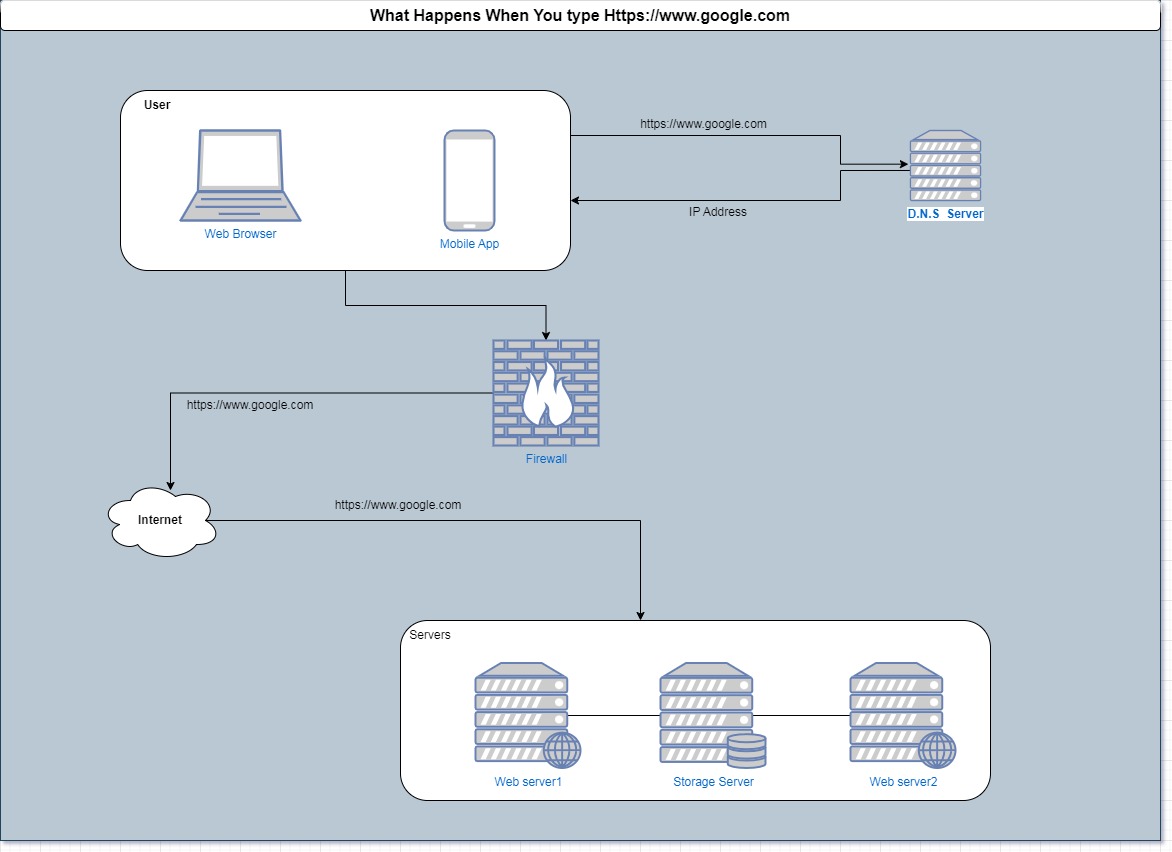 What Happens When You type Https://www.google.com
User
https://www.google.com
Web Browser
Mobile App
IP Address
D.N.S Server
https://www.google.com
Firewall
Internet
https://www.google.com
Servers
Web server1
Storage Server
Web server2